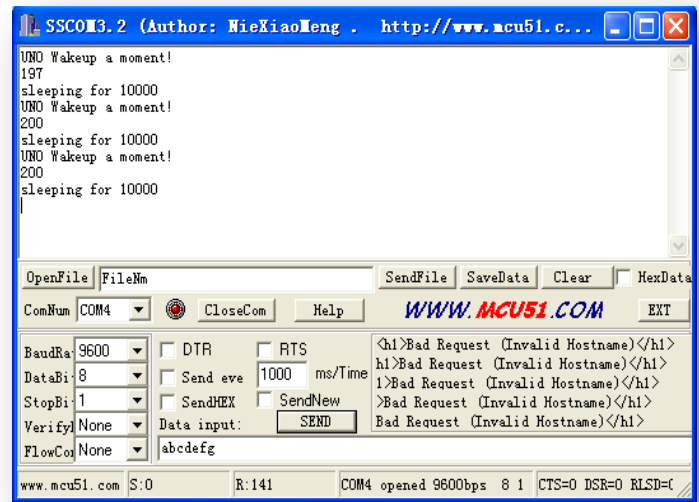 SSCOM3.2 (Author: NieXiaoMeng . http://www.mcu51.c...
UNO Wakeup a moment!
197
sleeping for 10000
UNO Wakeup a moment!
200
sleeping for 10000
UNO Wakeup a moment!
200
sleeping for 10000
OpenFile FileNm SendFile SaveData Clear HexData
ComNum COM4 CloseCom Help WWW.MCU51.COM EXT
BaudRa 9600 DTR RTS
DataBi 8 Send eve 1000 ms/Time
StopBi 1 SendHEX SendNew
Verify None Data input: SEND
FlowCo None abcdefg
<h1>Bad Request (Invalid Hostname)</h1>
h1>Bad Request (Invalid Hostname)</h1>
1>Bad Request (Invalid Hostname)</h1>
>Bad Request (Invalid Hostname)</h1>
Bad Request (Invalid Hostname)</h1>
www.mcu51.com S:0 R:141 COM4 opened 9600bps 8 1 CTS=0 DSR=0 RLSD=